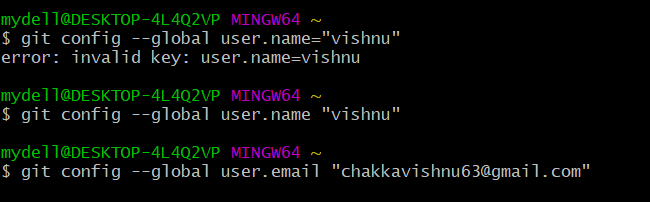 mydell@DESKTOP-4L4Q2VP MINGW64 ~
$ git config --global user.name="vishnu"
error: invalid key: user.name=vishnu
mydell@DESKTOP-4L4Q2VP MINGW64 ~
$ git config --global user.name "vishnu"
mydell@DESKTOP-4L4Q2VP MINGW64 ~
$ git config --global user.email "chakkavishnu63@gmail.com"